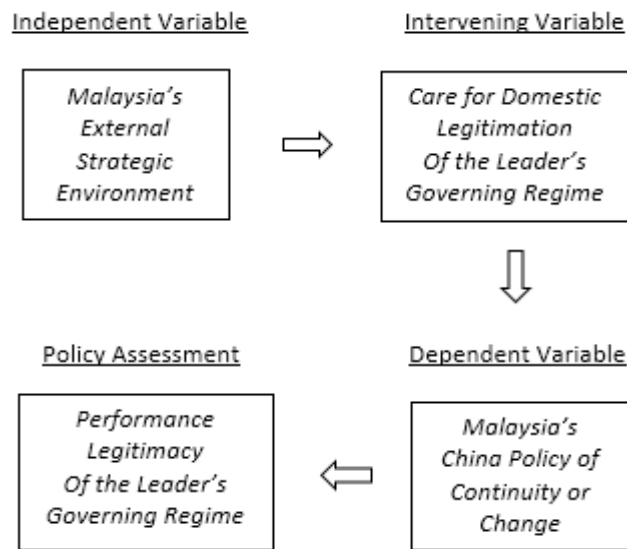 Independent Variable
Malaysia's
External
Strategic
Environment
Intervening Variable
Care for Domestic
Legitimation
Of the Leader's
Governing Regime
Policy Assessment
Performance
Legitimacy
Of the Leader's
Governing Regime
Dependent Variable
Malaysia's
China Policy of
Continuity or
Change